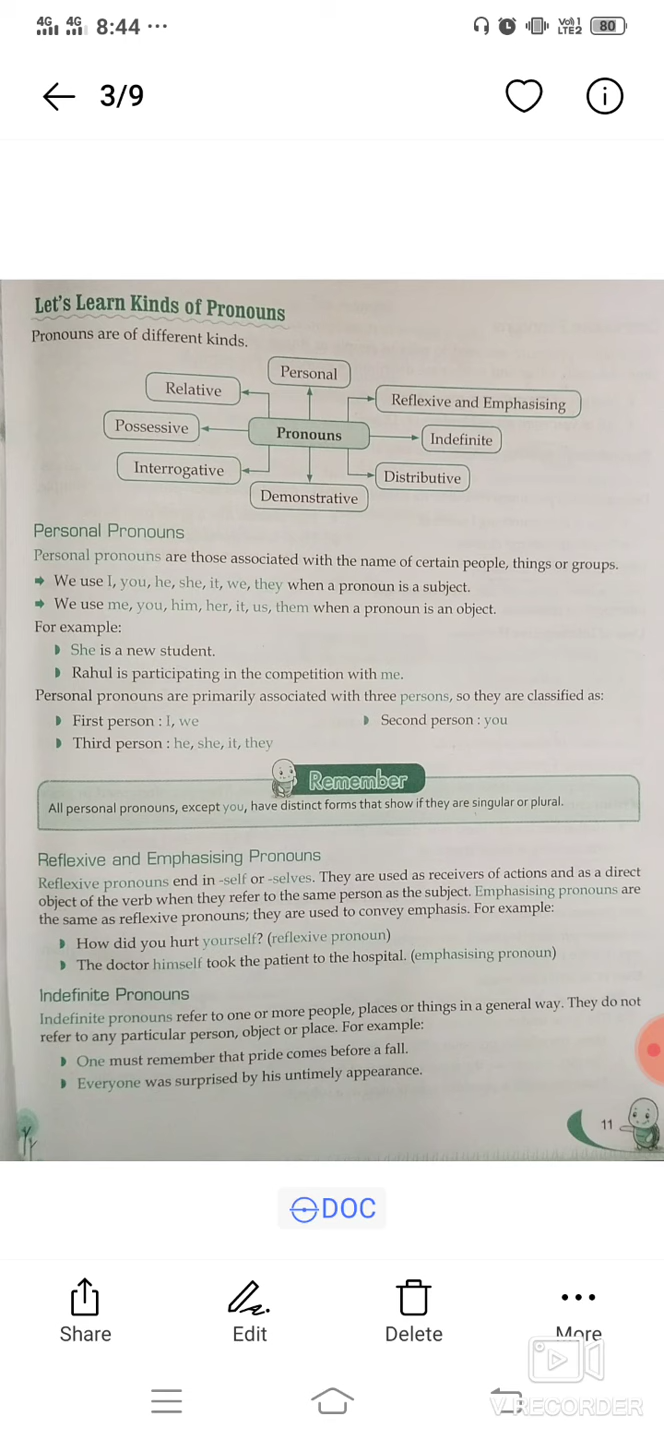 4G 4G 8:44 ...
Vo)) 1 LTE2 80
3/9
Let's Learn Kinds of Pronouns
Pronouns are of different kinds.
Personal
Relative
Reflexive and Emphasising
Possessive
Pronouns
Indefinite
Interrogative
Distributive
Demonstrative
Personal Pronouns
Personal pronouns are those associated with the name of certain people, things or groups.
We use I, you, he, she, it, we, they when a pronoun is a subject.
We use me, you, him, her, it, us, them when a pronoun is an object.
For example:
She is a new student.
Rahul is participating in the competition with me.
Personal pronouns are primarily associated with three persons, so they are classified as:
First person : I, we
Second person : you
Third person : he, she, it, they
Remember
All personal pronouns, except you, have distinct forms that show if they are singular or plural.
Reflexive and Emphasising Pronouns
Reflexive pronouns end in -self or -selves. They are used as receivers of actions and as a direct
object of the verb when they refer to the same person as the subject. Emphasising pronouns are
the same as reflexive pronouns; they are used to convey emphasis. For example:
How did you hurt yourself? (reflexive pronoun)
The doctor himself took the patient to the hospital. (emphasising pronoun)
Indefinite Pronouns
Indefinite pronouns refer to one or more people, places or things in a general way. They do not
refer to any particular person, object or place. For example:
One must remember that pride comes before a fall.
Everyone was surprised by his untimely appearance.
11
DOC
Share
Edit
Delete
More
V RECORDER